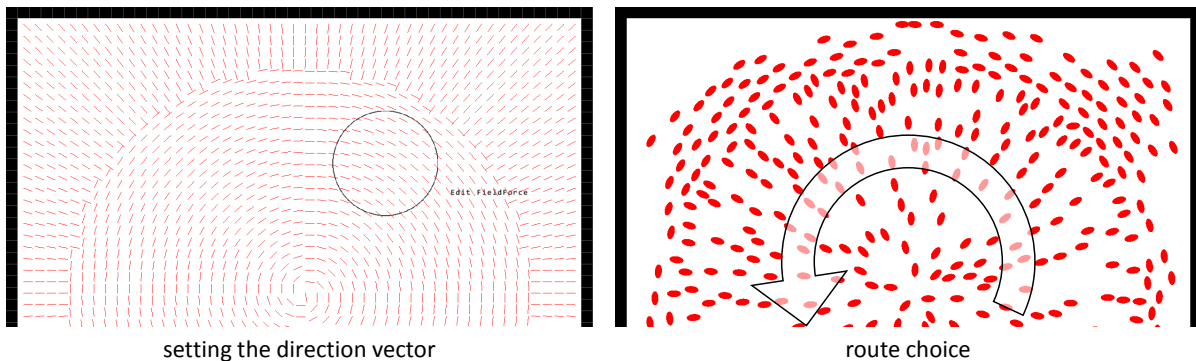 Edit FieldForce
setting the direction vector
route choice